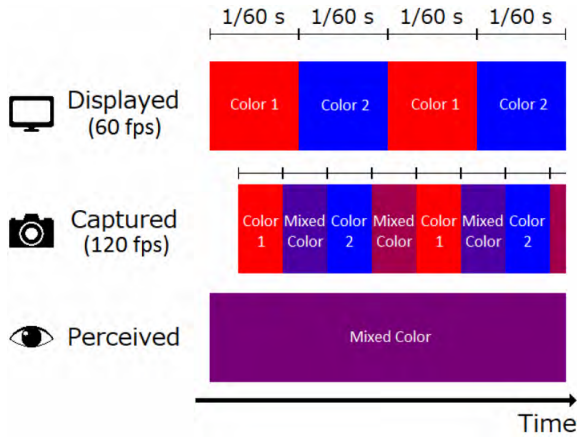 1/60 s 1/60 s 1/60 s 1/60 s
Displayed
(60 fps)
Color 1 Color 2 Color 1 Color 2
Captured
(120 fps)
Color
1
Mixed
Color
Color
2
Mixed
Color
Color
1
Mixed
Color
Color
2
Perceived
Mixed Color
Time